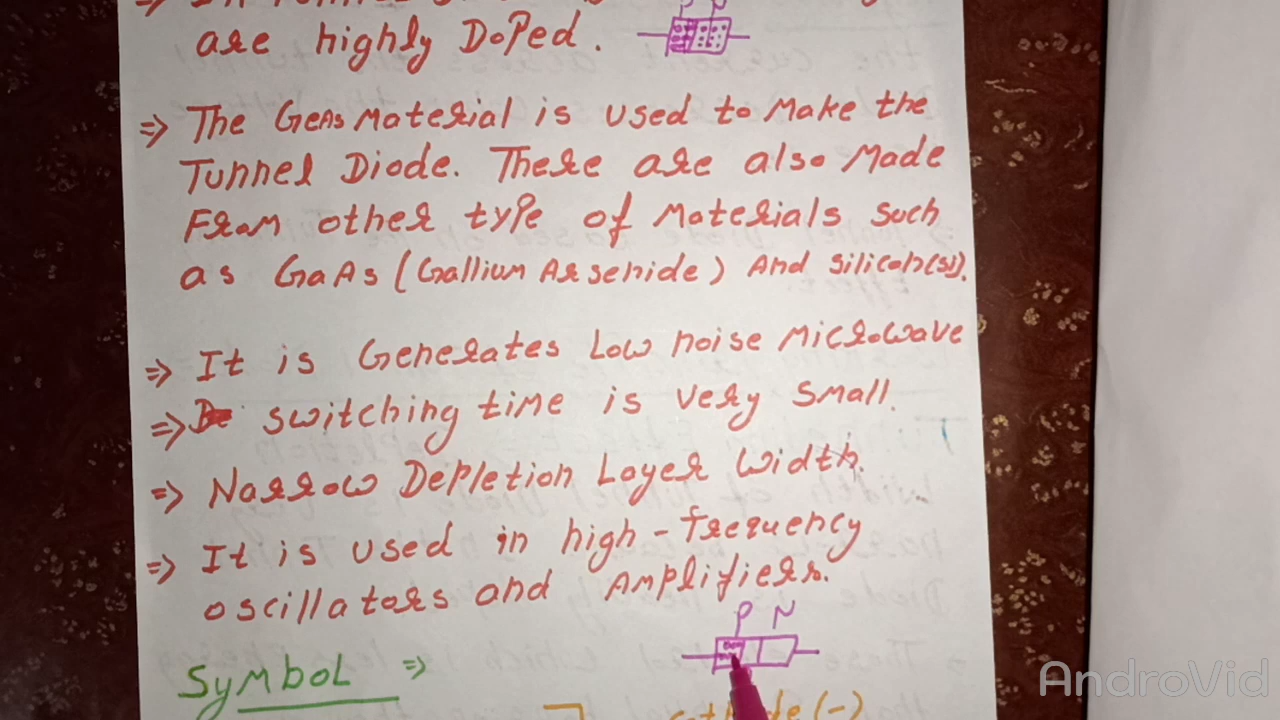 are highly Doped.
⇒ The GeAs Material is used to Make the
Tunnel Diode. There are also Made
From other type of Materials such
as GaAs (Gallium Arsenide) And silicon(si).
⇒ It is Generates Low noise Microwave
⇒ switching time is very small.
⇒ Narrow Depletion Layer Width.
⇒ It is used in high-frequency
oscillators and Amplifiers.
P N
Symbol ⇒
cathode (-)
AndroVid